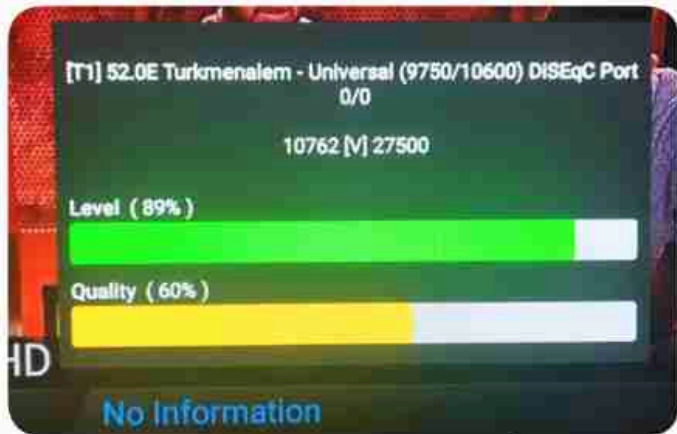 [T1] 52.0E Turkmenalem - Universal (9750/10600) DiSEqC Port
0/0
10762 [V] 27500
Level ( 89% )
Quality ( 60% )
HD
No Information